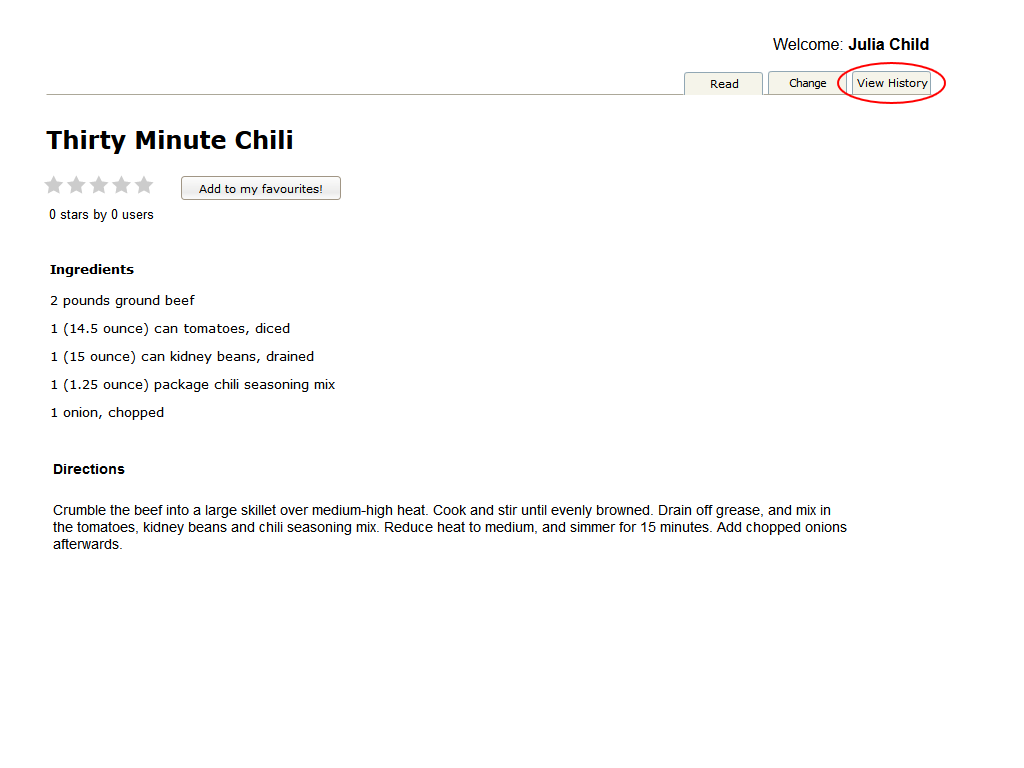 Welcome: Julia Child
Read Change View History
Thirty Minute Chili
Add to my favourites!
0 stars by 0 users
Ingredients
2 pounds ground beef
1 (14.5 ounce) can tomatoes, diced
1 (15 ounce) can kidney beans, drained
1 (1.25 ounce) package chili seasoning mix
1 onion, chopped
Directions
Crumble the beef into a large skillet over medium-high heat. Cook and stir until evenly browned. Drain off grease, and mix in
the tomatoes, kidney beans and chili seasoning mix. Reduce heat to medium, and simmer for 15 minutes. Add chopped onions
afterwards.